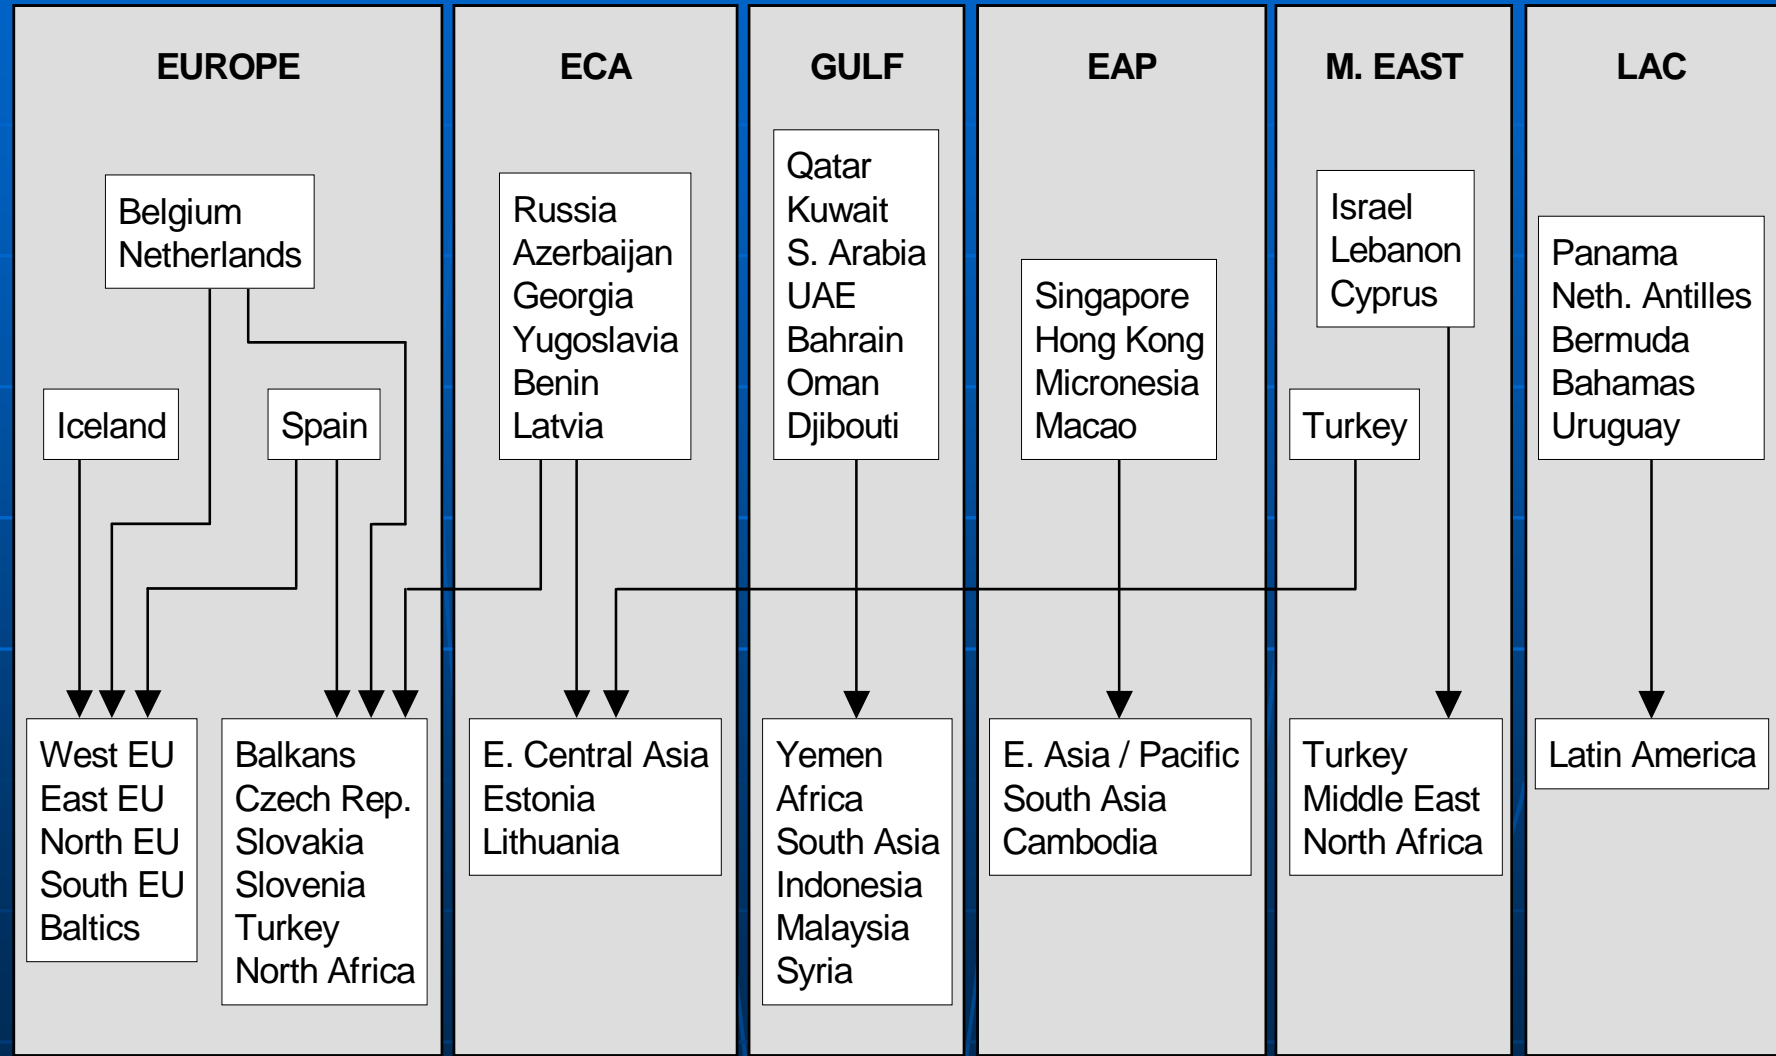 EUROPE
Belgium
Netherlands
Iceland
Spain
West EU
East EU
North EU
South EU
Baltics
Balkans
Czech Rep.
Slovakia
Slovenia
Turkey
North Africa
ECA
Russia
Azerbaijan
Georgia
Yugoslavia
Benin
Latvia
E. Central Asia
Estonia
Lithuania
GULF
Qatar
Kuwait
S. Arabia
UAE
Bahrain
Oman
Djibouti
Yemen
Africa
South Asia
Indonesia
Malaysia
Syria
EAP
Singapore
Hong Kong
Micronesia
Macao
E. Asia / Pacific
South Asia
Cambodia
M. EAST
Israel
Lebanon
Cyprus
Turkey
Turkey
Middle East
North Africa
LAC
Panama
Neth. Antilles
Bermuda
Bahamas
Uruguay
Latin America